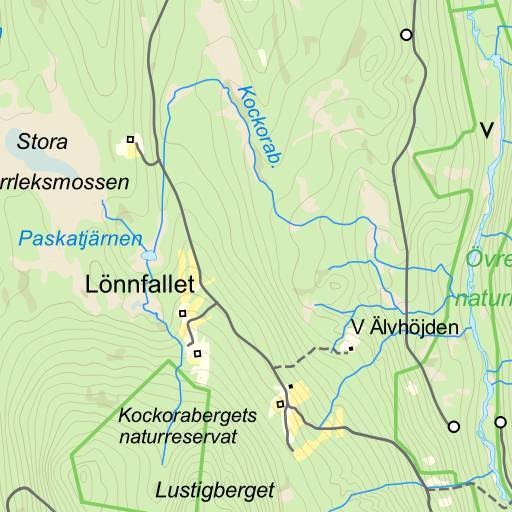 Kockorab.
V
Stora
rrleksmossen
Paskatjärnen
Övre
Lönnfallet
natur
V Älvhöjden
Kockorabergets
naturreservat
Lustigberget